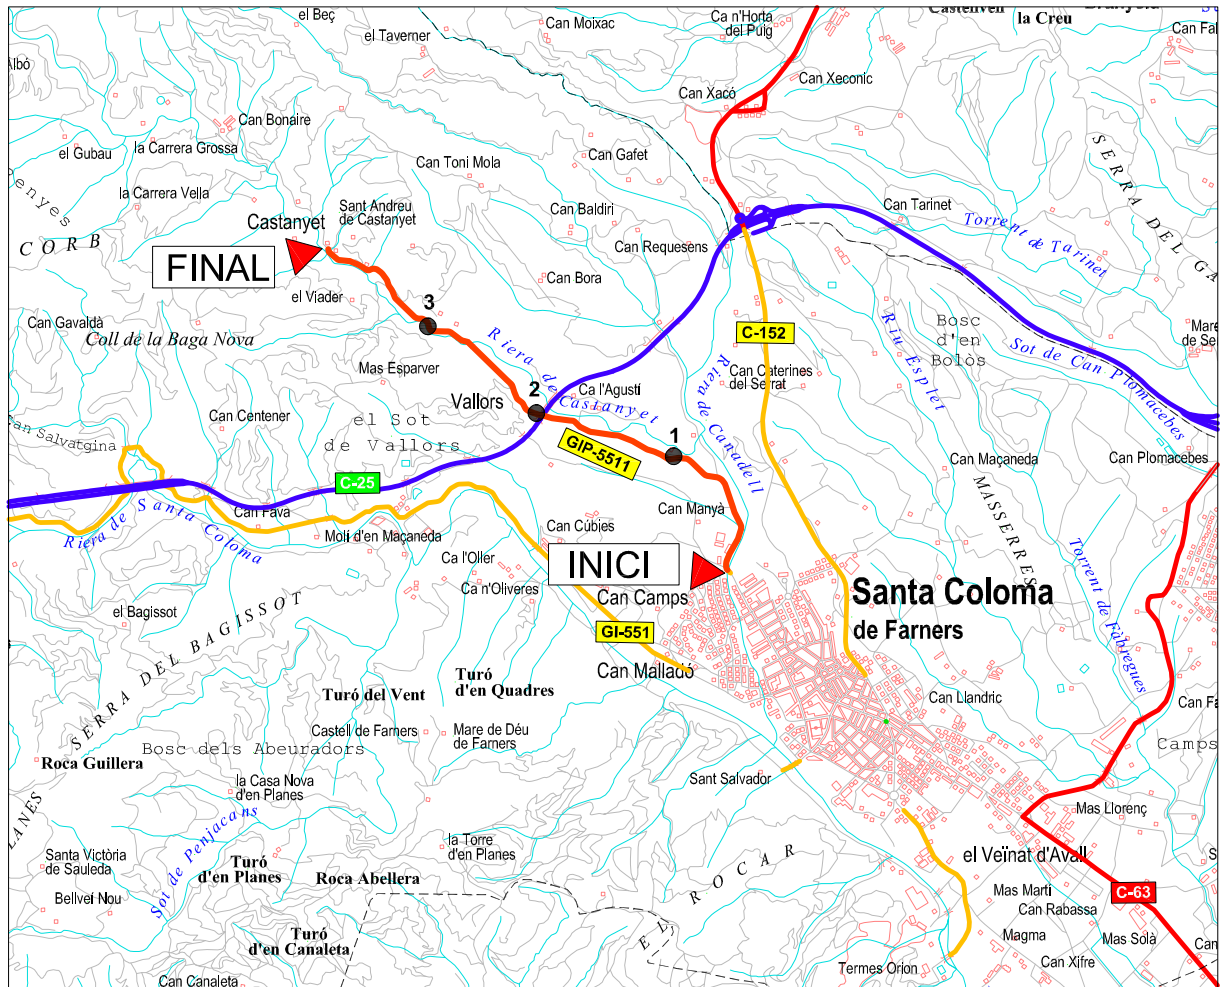 el Beç
Can Moixac
Ca n'Horta
del Puig
la Creu
el Taverner
Can Xeconic
Can Xacó
Can Bonaire
el Gubau
la Carrera Grossa
Can Toni Mola
Can Gafet
SERRA DEL GA
la Carrera Vella
Sant Andreu
de Castanyet
Castanyet
Can Baldiri
Can Tarinet
Torrent de Tarinet
CORB
Can Requesens
FINAL
Can Bora
el Viader
3
Can Gavaldà
Coll de la Baga Nova
Riera de Castanyet
C-152
Riu Esplet
Bosc
d'en
Bolòs
Sot de Can Plomacebes
Mare
de Se
Mas Esparver
Can Caterines
del Serrat
Riera de Canadell
Ca l'Agustí
2
Vallors
Can Centener
el Sot
de Vallors
1
GIP-5511
Can Maçaneda
Can Plomacebes
C-25
MASSERRES
Can Manyà
Can Fava
Riera de Santa Coloma
Molí d'en Maçaneda
Can Cúbies
Ca l'Oller
INICI
Torrent de Fàbregues
Ca n'Oliveres
Can Camps
Santa Coloma
de Farners
el Bagissot
GI-551
SERRA DEL BAGISSOT
Can Malladó
Turó
d'en Quadres
Turó del Vent
Can Llandric
Castell de Farners
Mare de Déu
de Farners
Bosc dels Abeuradors
Camps
Roca Guillera
la Casa Nova
d'en Planes
Sant Salvador
Mas Llorenç
LANES
Sot de Penjacans
la Torre
d'en Planes
Santa Victòria
de Sauleda
Turó
d'en Planes
Roca Abellera
EL ROCAR
el Veïnat d'Avall
Mas Martí
C-63
Bellveí Nou
Can Rabassa
Turó
d'en Canaleta
Magma
Mas Solà
Can Xifre
Termes Orion
Can Canaleta